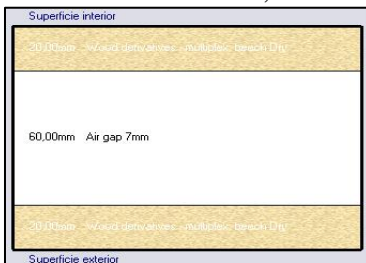 Superficie interior
20,00mm Wood derivatives - multiplex, beech Dry
60,00mm Air gap 7mm
20,00mm Wood derivatives - multiplex, beech Dry
Superficie exterior